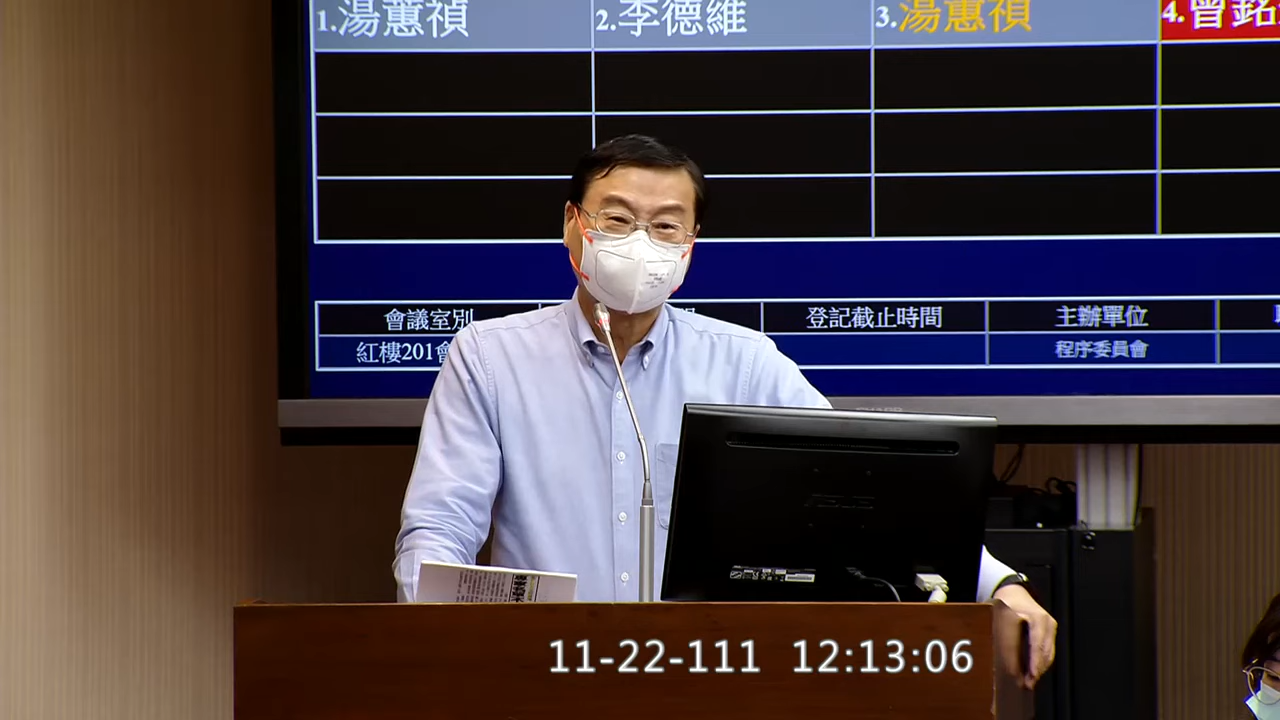 1.湯蕙禎 2.李德維 3.湯蕙禎 4.曾銘
會議室別 登記截止時間 主辦單位
紅樓201會 程序委員會
11-22-111 12:13:06